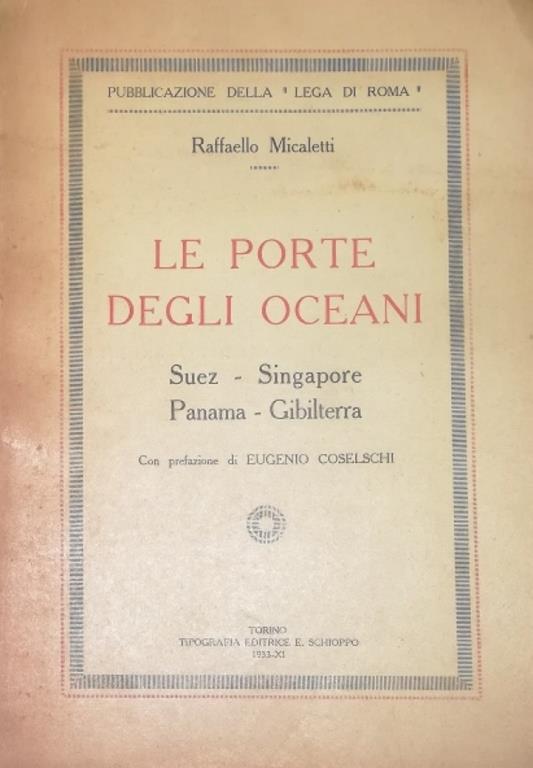 PUBBLICAZIONE DELLA " LEGA DI ROMA "
Raffaello Micaletti
LE PORTE
DEGLI OCEANI
Suez - Singapore
Panama - Gibilterra
Con prefazione di EUGENIO COSELSCHI
TORINO
TIPOGRAFIA EDITRICE E. SCHIOPPO
1933-XI